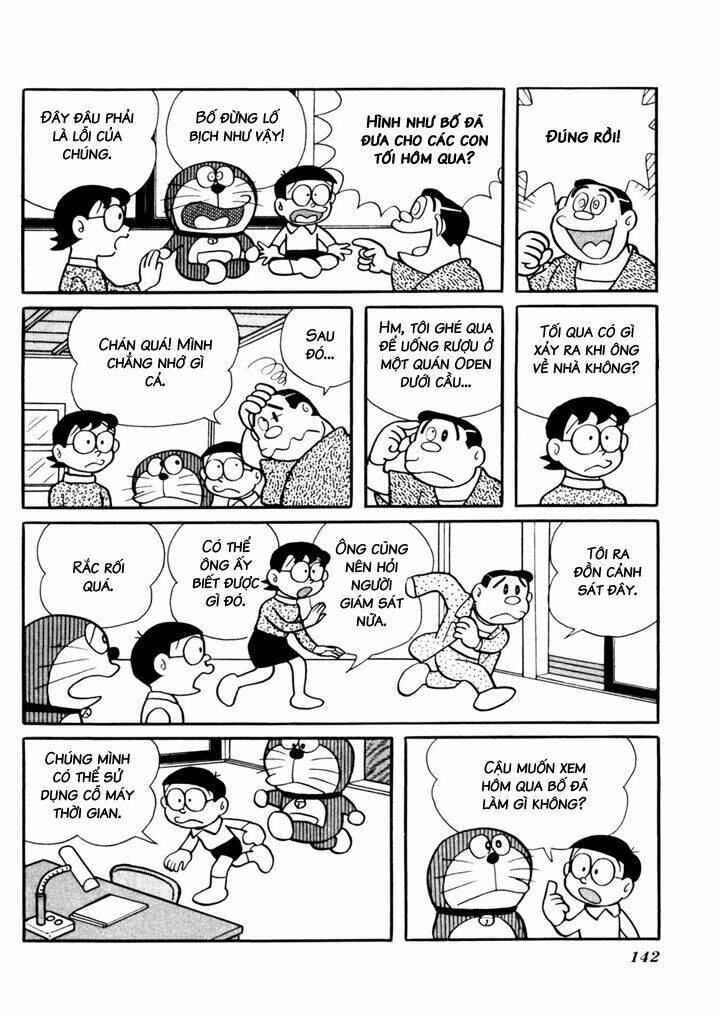 ĐÚNG RỒI!
HÌNH NHƯ BỐ ĐÃ
ĐƯA CHO CÁC CON
TỐI HÔM QUA?
BỐ ĐỪNG LỐ
BỊCH NHƯ VẬY!
ĐÂY ĐÂU PHẢI
LÀ LỖI CỦA
CHÚNG.
TỐI QUA CÓ GÌ
XẢY RA KHI ÔNG
VỀ NHÀ KHÔNG?
HM, TÔI GHÉ QUA
ĐỂ UỐNG RƯỢU Ở
MỘT QUÁN ODEN
DƯỚI CẦU...
SAU
ĐÓ...
CHÁN QUÁ! MÌNH
CHẲNG NHỚ GÌ
CẢ.
TÔI RA
ĐỒN CẢNH
SÁT ĐÂY.
ÔNG CŨNG
NÊN HỎI
NGƯỜI
GIÁM SÁT
NỮA.
CÓ THỂ
ÔNG ẤY
BIẾT ĐƯỢC
GÌ ĐÓ.
RẮC RỐI
QUÁ.
CẬU MUỐN XEM
HÔM QUA BỐ ĐÃ
LÀM GÌ KHÔNG?
CHÚNG MÌNH
CÓ THỂ SỬ
DỤNG CỖ MÁY
THỜI GIAN.
142